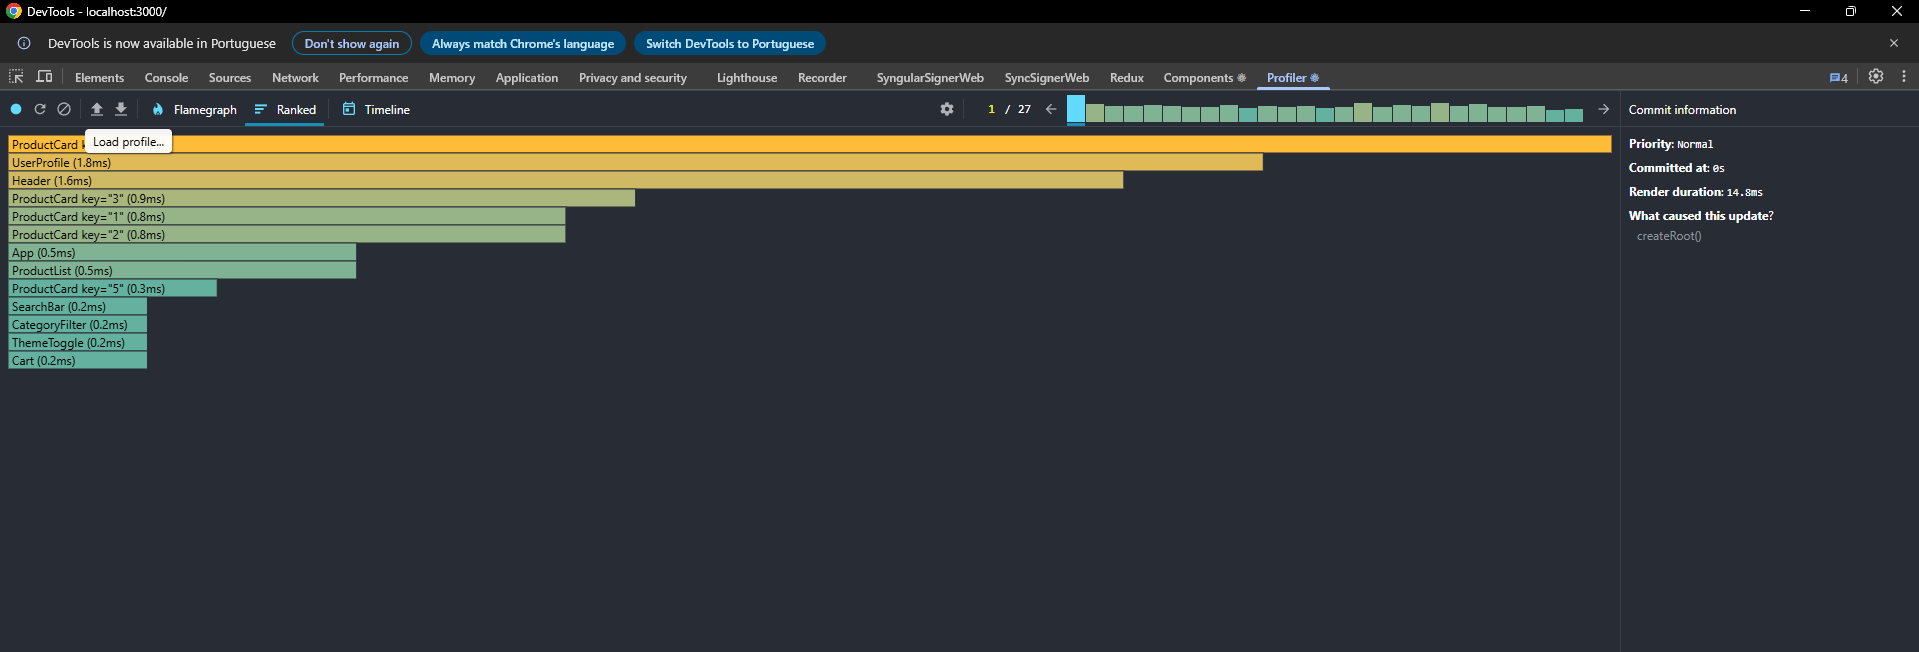 DevTools - localhost:3000/
DevTools is now available in Portuguese Don't show again Always match Chrome's language Switch DevTools to Portuguese
Elements Console Sources Network Performance Memory Application Privacy and security Lighthouse Recorder SyngularSignerWeb SyncSignerWeb Redux Components Profiler 4
Flamegraph Ranked Timeline 1 / 27 Commit information
Load profile...
ProductCard
UserProfile (1.8ms)
Header (1.6ms)
ProductCard key="3" (0.9ms)
ProductCard key="1" (0.8ms)
ProductCard key="2" (0.8ms)
App (0.5ms)
ProductList (0.5ms)
ProductCard key="5" (0.3ms)
SearchBar (0.2ms)
CategoryFilter (0.2ms)
ThemeToggle (0.2ms)
Cart (0.2ms)
Priority: Normal
Committed at: 0s
Render duration: 14.8ms
What caused this update?
createRoot()